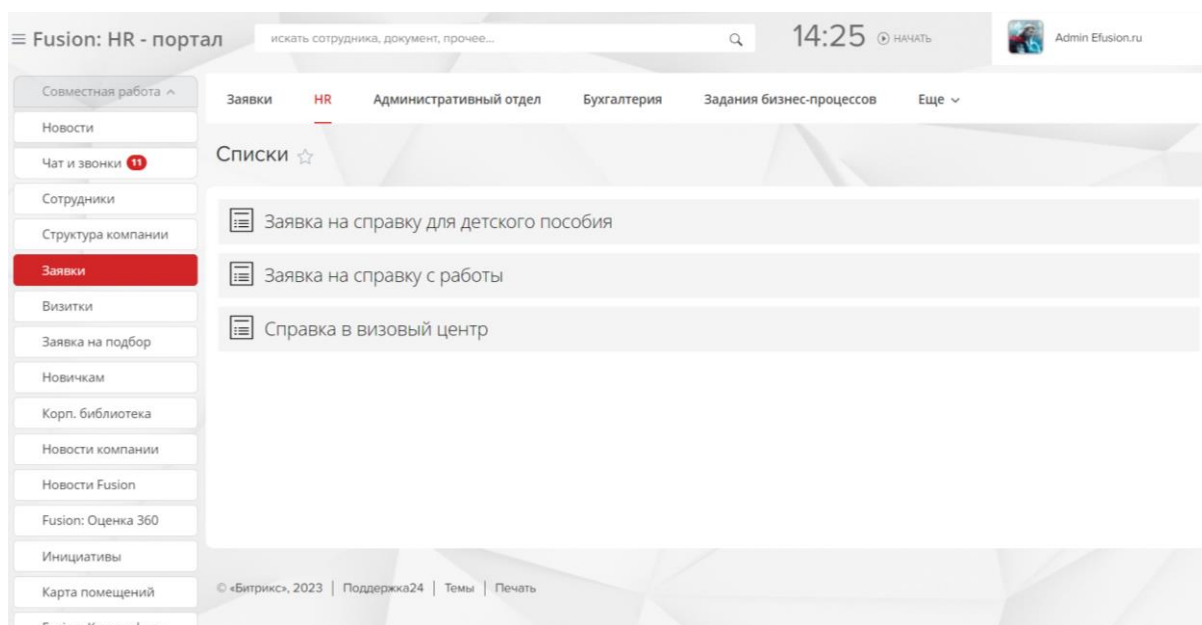 Fusion: HR - портал
искать сотрудника, документ, прочее...
14:25 НАЧАТЬ
Admin Efusion.ru
Совместная работа
Новости
Чат и звонки 11
Сотрудники
Структура компании
Заявки
Визитки
Заявка на подбор
Новичкам
Корп. библиотека
Новости компании
Новости Fusion
Fusion: Оценка 360
Инициативы
Карта помещений
Заявки HR Административный отдел Бухгалтерия Задания бизнес-процессов Еще
Списки
Заявка на справку для детского пособия
Заявка на справку с работы
Справка в визовый центр
© «Битрикс», 2023 | Поддержка24 | Темы | Печать